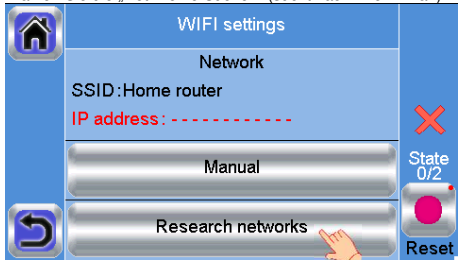 WIFI settings
Network
SSID:Home router
IP address: - - - - - - - - - - - -
Manual
State
0/2
Research networks
Reset